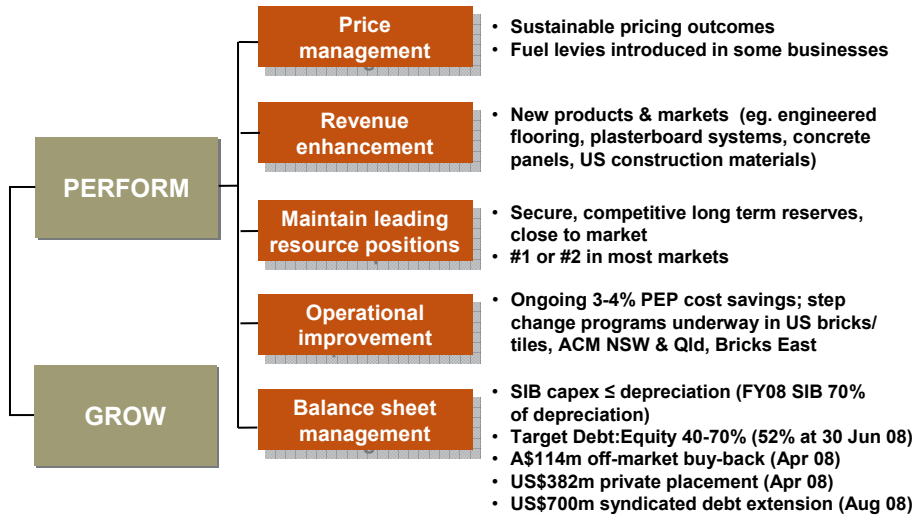 Price
management
• Sustainable pricing outcomes
• Fuel levies introduced in some businesses
Revenue
enhancement
• New products & markets (eg. engineered
flooring, plasterboard systems, concrete
panels, US construction materials)
PERFORM
Maintain leading
resource positions
• Secure, competitive long term reserves,
close to market
• #1 or #2 in most markets
Operational
improvement
• Ongoing 3-4% PEP cost savings; step
change programs underway in US bricks/
tiles, ACM NSW & Qld, Bricks East
GROW
Balance sheet
management
• SIB capex ≤ depreciation (FY08 SIB 70%
of depreciation)
• Target Debt:Equity 40-70% (52% at 30 Jun 08)
• A$114m off-market buy-back (Apr 08)
• US$382m private placement (Apr 08)
• US$700m syndicated debt extension (Aug 08)